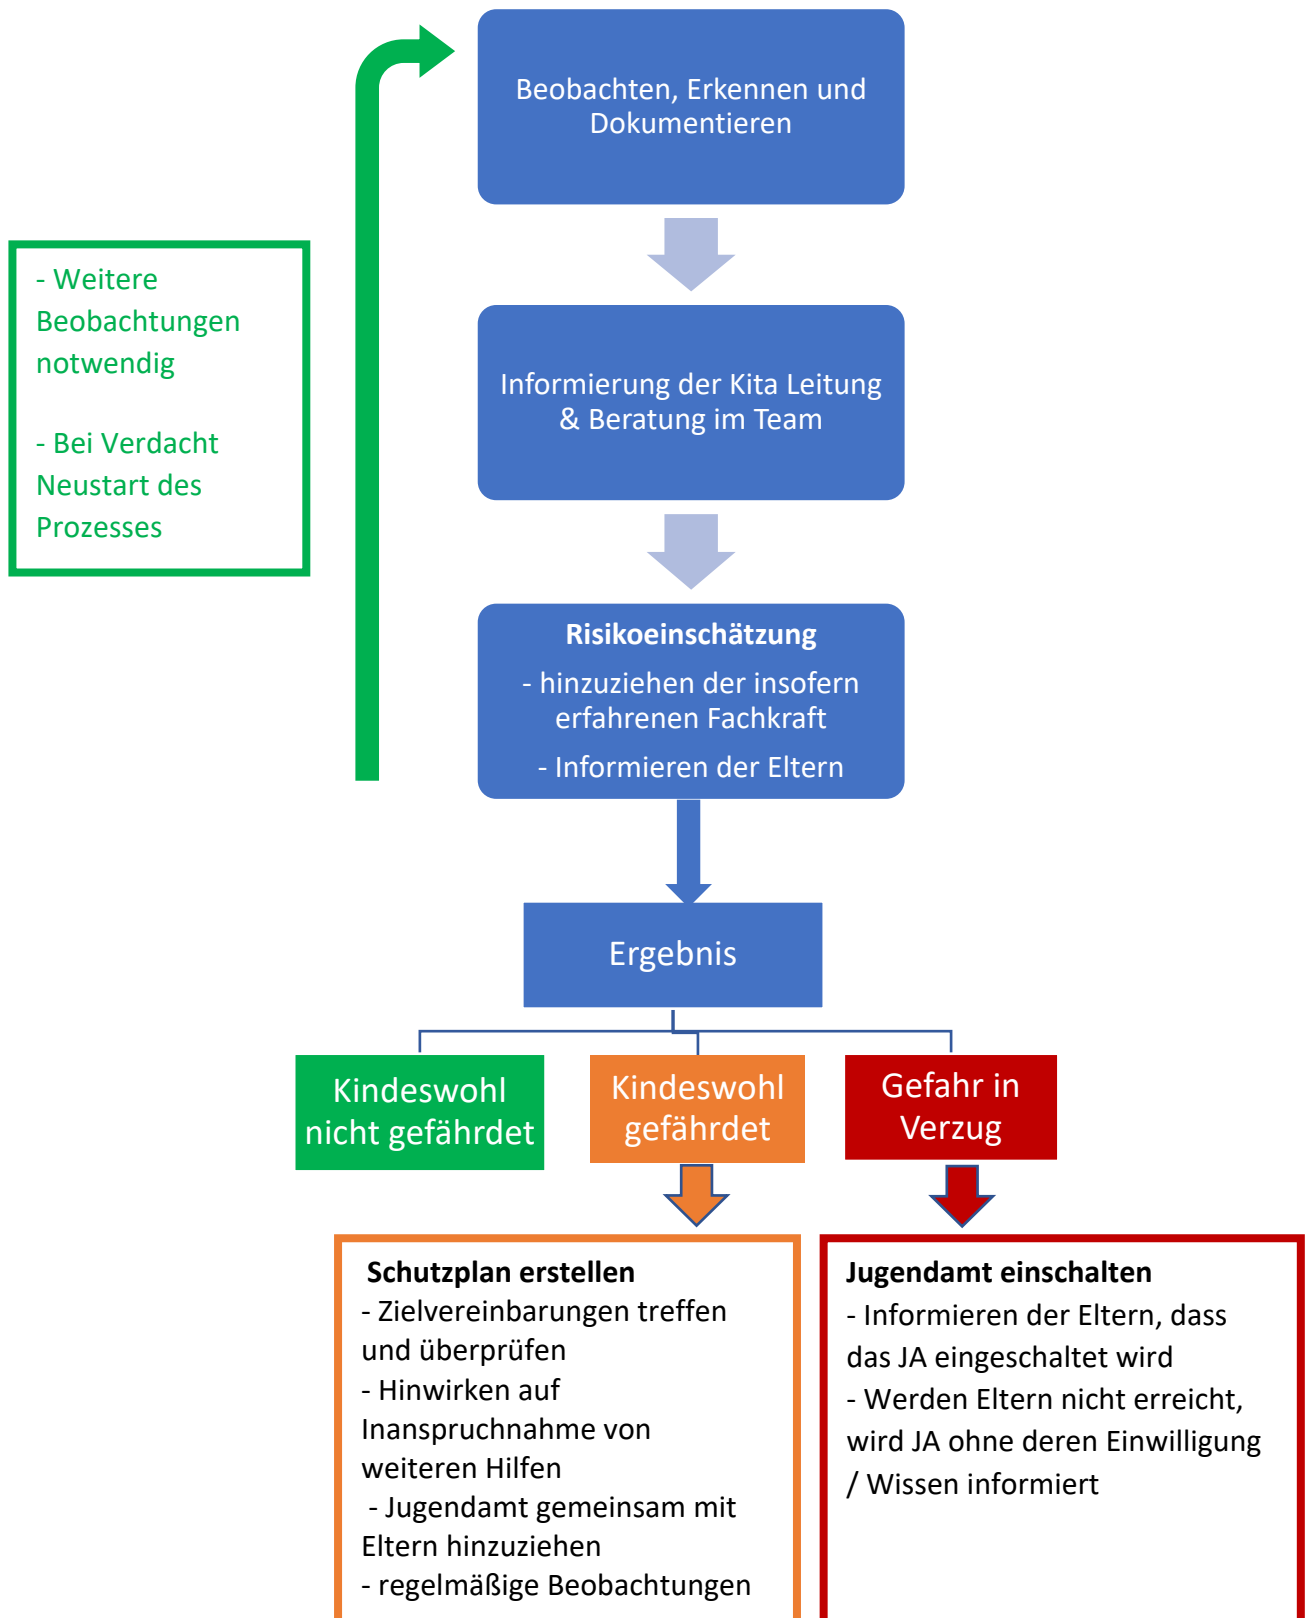 Beobachten, Erkennen und
Dokumentieren
- Weitere
Beobachtungen
notwendig
- Bei Verdacht
Neustart des
Prozesses
Informierung der Kita Leitung
& Beratung im Team
Risikoeinschätzung
- hinzuziehen der insofern
erfahrenen Fachkraft
- Informieren der Eltern
Ergebnis
Kindeswohl
nicht gefährdet
Kindeswohl
gefährdet
Gefahr in
Verzug
Schutzplan erstellen
- Zielvereinbarungen treffen
und überprüfen
- Hinwirken auf
Inanspruchnahme von
weiteren Hilfen
- Jugendamt gemeinsam mit
Eltern hinzuziehen
- regelmäßige Beobachtungen
Jugendamt einschalten
- Informieren der Eltern, dass
das JA eingeschaltet wird
- Werden Eltern nicht erreicht,
wird JA ohne deren Einwilligung
/ Wissen informiert